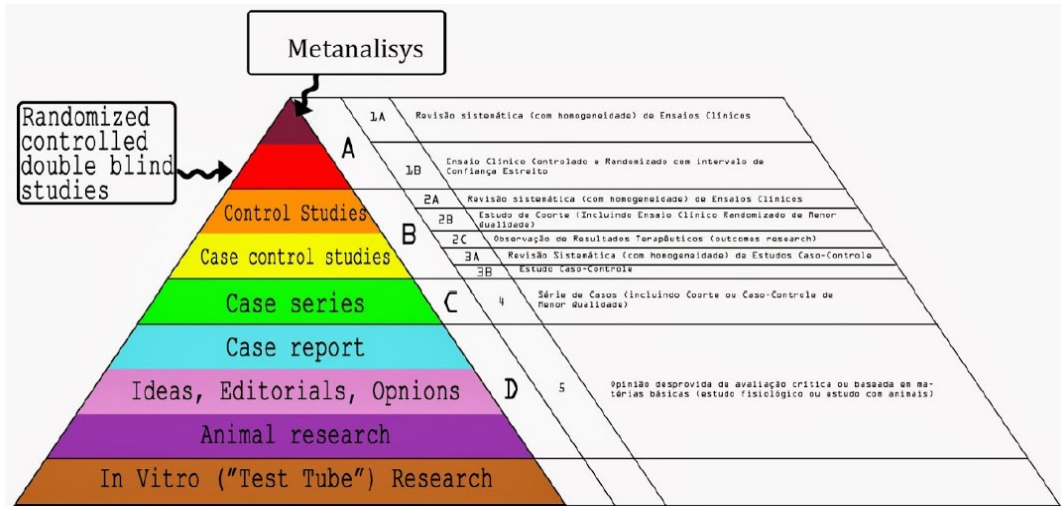 Metanalisys
Randomized
controlled
double blind
studies
Control Studies
Case control studies
Case series
Case report
Ideas, Editorials, Opnions
Animal research
In Vitro ("Test Tube") Research
A
B
C
D
1A Revisão sistemática (com homogeneidade) de Ensaios Clínicos
1B Ensaio Clínico Controlado e Randomizado com intervalo de
Confiança Estreito
2A Revisão sistemática (com homogeneidade) de Ensaios Clínicos
2B Estudo de Coorte (Incluindo Ensaio Clínico Randomizado de Menor
Qualidade)
2C Observação de Resultados Terapêuticos (outcomes research)
3A Revisão Sistemática (com homogeneidade) de Estudos Caso-Controle
3B Estudo Caso-Controle
4 Série de Casos (incluindo Coorte ou Caso-Controle de
Menor Qualidade)
5 Opinião desprovida de avaliação crítica ou baseada em ma-
térias básicas (estudo fisiológico ou estudo com animais)